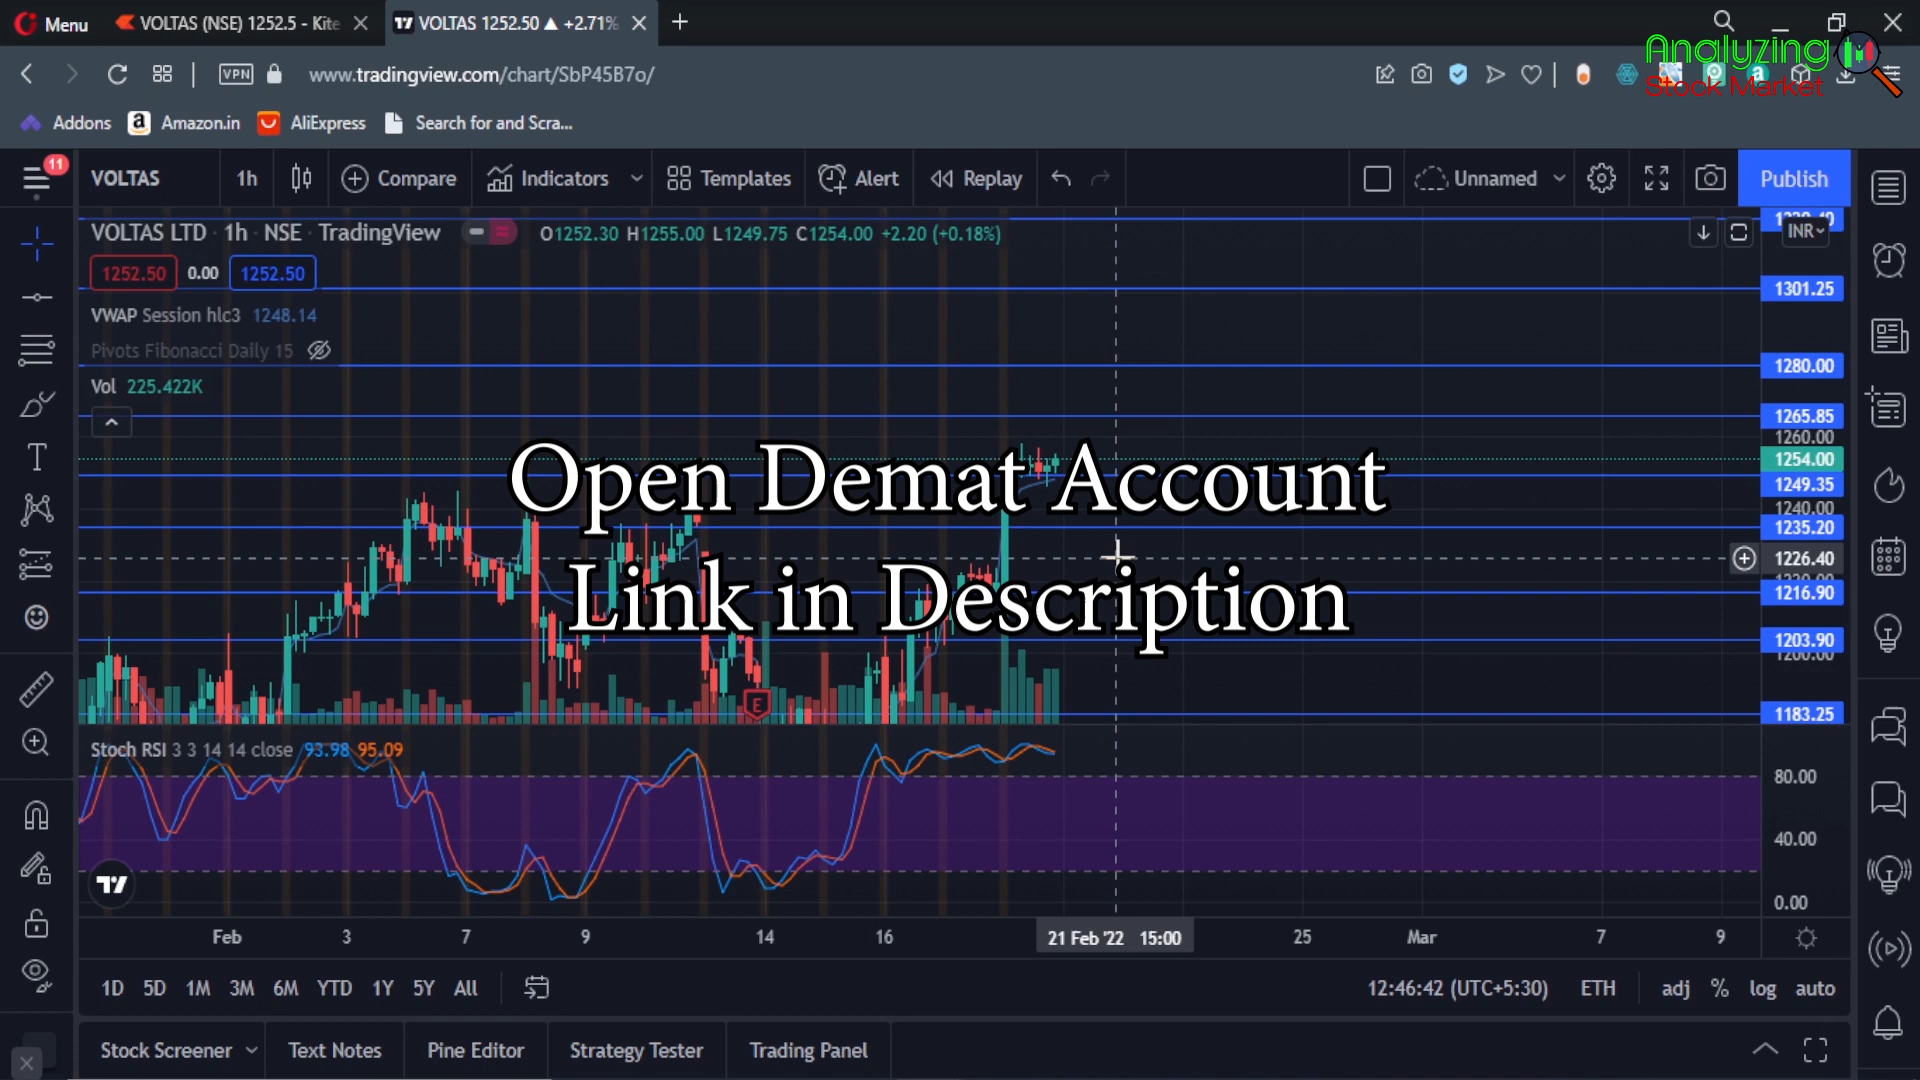 Menu
VOLTAS (NSE) 1252.5 - Kite
VOLTAS 1252.50 ▲ +2.71%
VPN
www.tradingview.com/chart/SbP45B7o/
Analyzing
Stock Market
Addons
Amazon.in
AliExpress
Search for and Scra...
11
VOLTAS
1h
Compare
Indicators
Templates
Alert
Replay
Unnamed
Publish
VOLTAS LTD · 1h · NSE · TradingView
O1252.30 H1255.00 L1249.75 C1254.00 +2.20 (+0.18%)
INR
1252.50 0.00 1252.50
1301.25
VWAP Session hlc3 1248.14
Pivots Fibonacci Daily 15
1280.00
Vol 225.422K
1265.85
1260.00
1254.00
1249.35
1240.00
1235.20
1226.40
1216.90
1203.90
1200.00
1183.25
Open Demat Account
Link in Description
E
Stoch RSI 3 3 14 14 close 93.98 95.09
80.00
40.00
0.00
Feb 3 7 9 14 16 21 Feb '22 15:00 25 Mar 7 9
1D 5D 1M 3M 6M YTD 1Y 5Y All
12:46:42 (UTC+5:30) ETH adj % log auto
Stock Screener Text Notes Pine Editor Strategy Tester Trading Panel